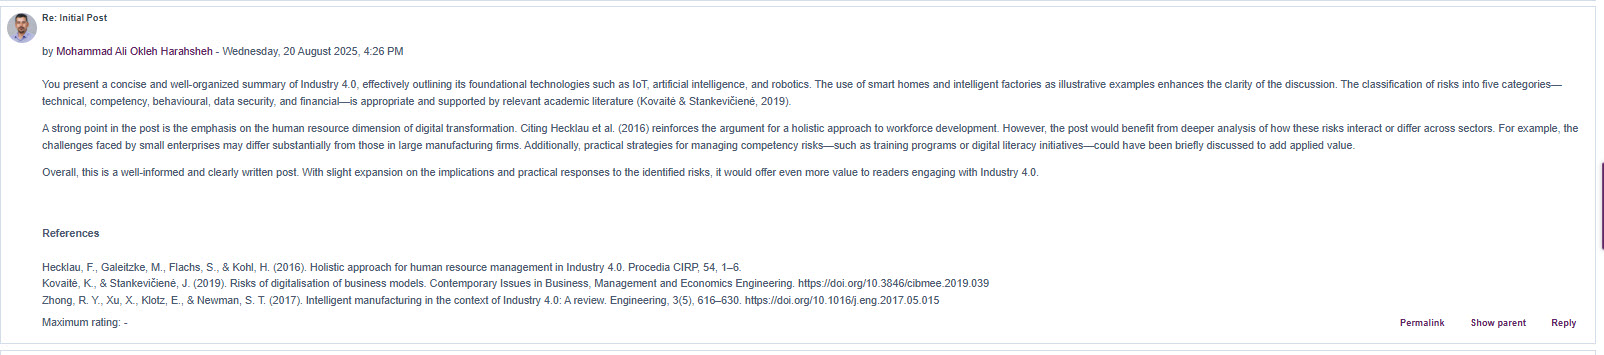 Re: Initial Post
by Mohammad Ali Okleh Harahsheh - Wednesday, 20 August 2025, 4:26 PM
You present a concise and well-organized summary of Industry 4.0, effectively outlining its foundational technologies such as IoT, artificial intelligence, and robotics. The use of smart homes and intelligent factories as illustrative examples enhances the clarity of the discussion. The classification of risks into five categories—
technical, competency, behavioural, data security, and financial—is appropriate and supported by relevant academic literature (Kovaitė & Stankevičienė, 2019).
A strong point in the post is the emphasis on the human resource dimension of digital transformation. Citing Hecklau et al. (2016) reinforces the argument for a holistic approach to workforce development. However, the post would benefit from deeper analysis of how these risks interact or differ across sectors. For example, the
challenges faced by small enterprises may differ substantially from those in large manufacturing firms. Additionally, practical strategies for managing competency risks—such as training programs or digital literacy initiatives—could have been briefly discussed to add applied value.
Overall, this is a well-informed and clearly written post. With slight expansion on the implications and practical responses to the identified risks, it would offer even more value to readers engaging with Industry 4.0.
References
Hecklau, F., Galeitzke, M., Flachs, S., & Kohl, H. (2016). Holistic approach for human resource management in Industry 4.0. Procedia CIRP, 54, 1–6.
Kovaitė, K., & Stankevičienė, J. (2019). Risks of digitalisation of business models. Contemporary Issues in Business, Management and Economics Engineering. https://doi.org/10.3846/cibmee.2019.039
Zhong, R. Y., Xu, X., Klotz, E., & Newman, S. T. (2017). Intelligent manufacturing in the context of Industry 4.0: A review. Engineering, 3(5), 616–630. https://doi.org/10.1016/j.eng.2017.05.015
Maximum rating: -
Permalink Show parent Reply